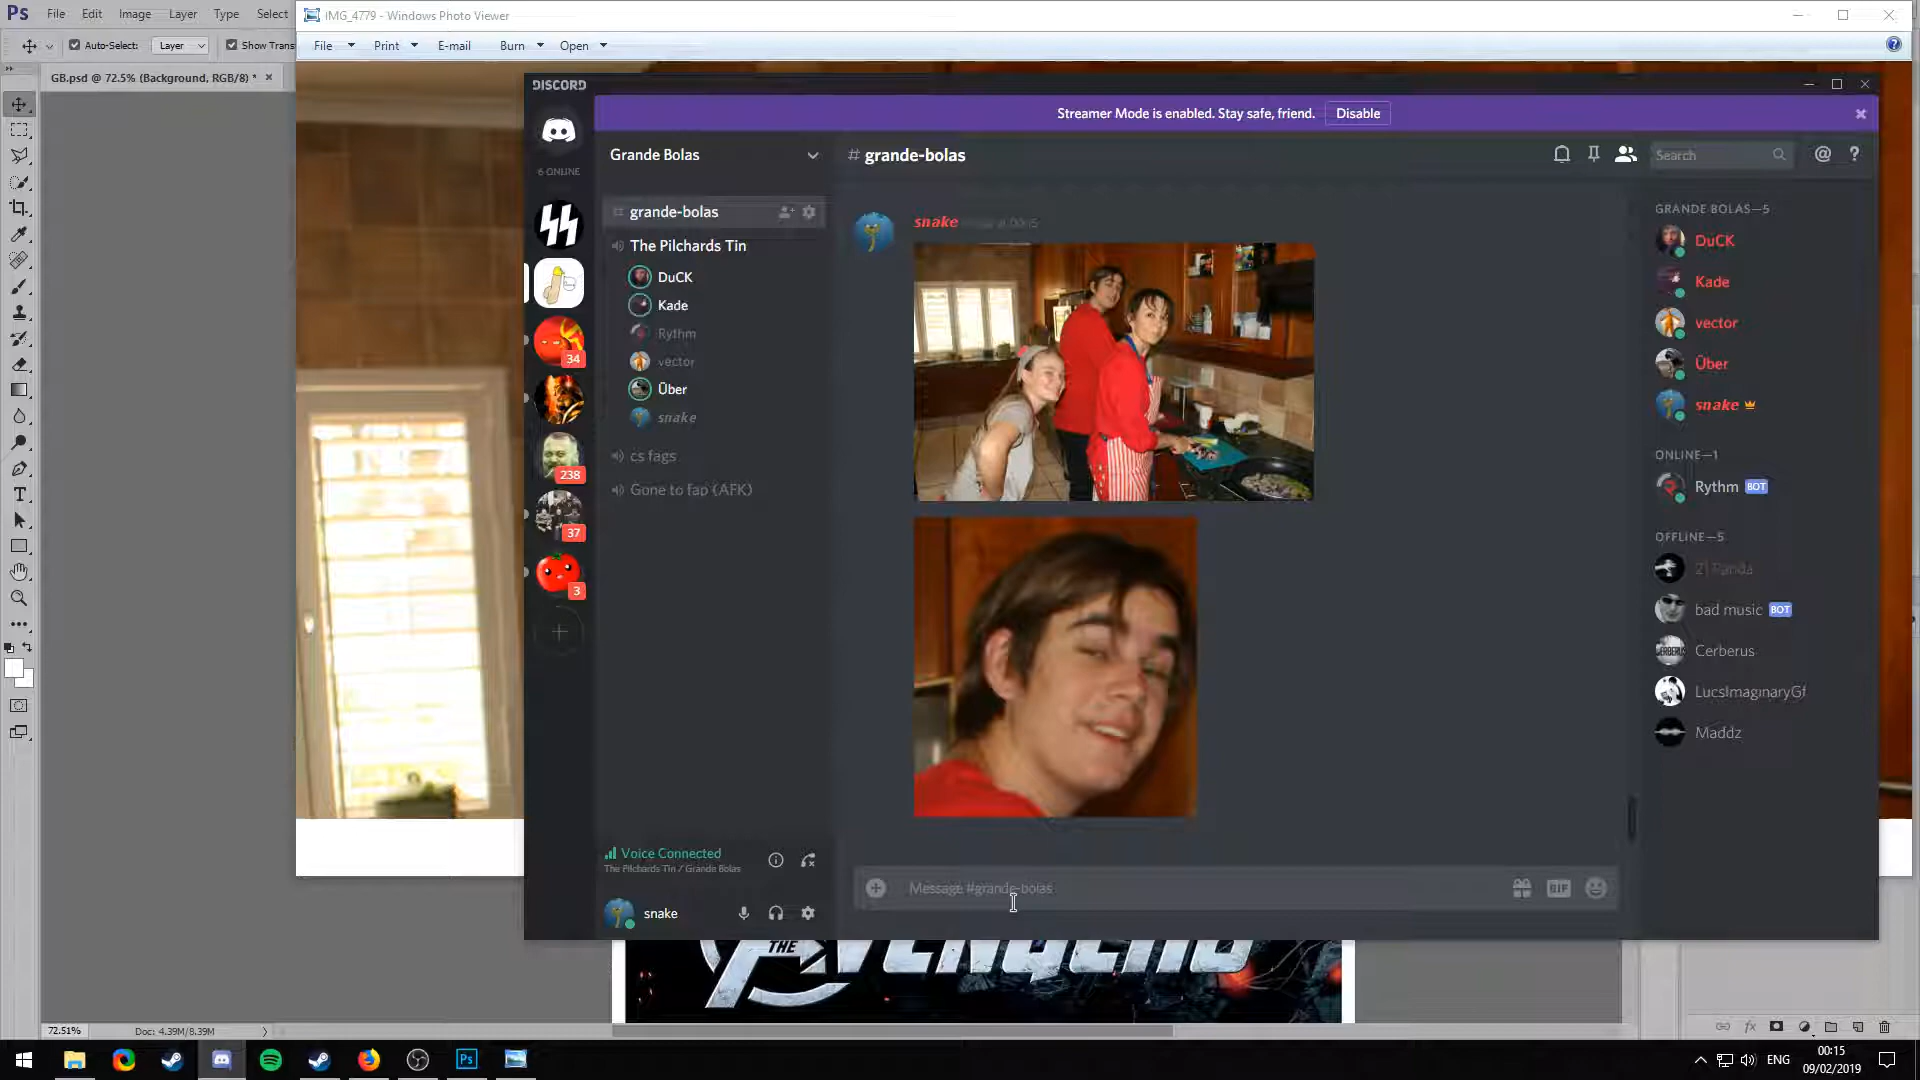 Ps File Edit Image Layer Type Select
IMG_4779 - Windows Photo Viewer
Auto-Select: Layer Show Trans
File Print E-mail Burn Open
GB.psd @ 72.5% (Background, RGB/8) *
DISCORD
Streamer Mode is enabled. Stay safe, friend. Disable
6 ONLINE
Grande Bolas
# grande-bolas
Search
grande-bolas
The Pilchards Tin
DuCK
Kade
Rythm
vector
Über
snake
cs fags
Gone to fap (AFK)
34
238
37
3
snake
GRANDE BOLAS—5
DuCK
Kade
vector
Über
snake
ONLINE—1
Rythm BOT
OFFLINE—5
bad music BOT
Cerberus
LucsImaginaryGf
Maddz
Voice Connected
The Pilchards Tin / Grande Bolas
snake
Message #grande-bolas
GIF
THE AVENGERS
72.51% Doc: 4.39M/8.39M
fx
Ps
ENG
00:15
09/02/2019